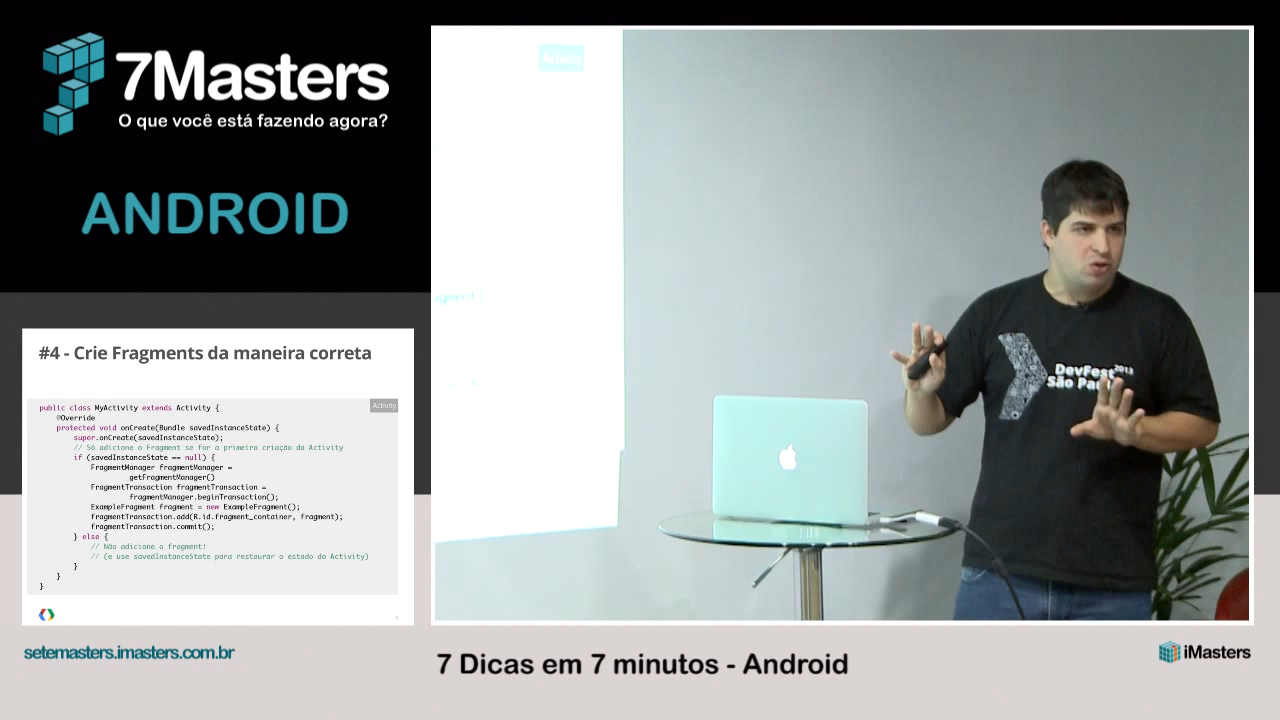 7Masters
O que você está fazendo agora?
ANDROID
#4 - Crie Fragments da maneira correta
Activity
public class MyActivity extends Activity {
@Override
protected void onCreate(Bundle savedInstanceState) {
super.onCreate(savedInstanceState);
// Só adicione o Fragment se for a primeira criação da Activity
if (savedInstanceState == null) {
FragmentManager fragmentManager =
getFragmentManager()
FragmentTransaction fragmentTransaction =
fragmentManager.beginTransaction();
ExampleFragment fragment = new ExampleFragment();
fragmentTransaction.add(R.id.fragment_container, fragment);
fragmentTransaction.commit();
} else {
// Não adicione o fragment!
// (e use savedInstanceState para restaurar o estado da Activity)
}
}
}
setemasters.imasters.com.br
Activity
DevFest 2013
São
7 Dicas em 7 minutos - Android
iMasters